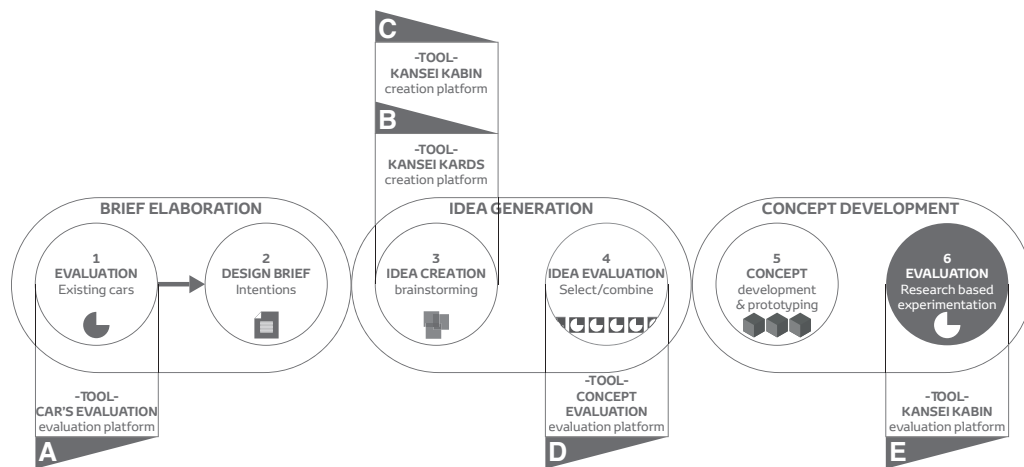 C
-TOOL-
KANSEI KABIN
creation platform
B
-TOOL-
KANSEI KARDS
creation platform
BRIEF ELABORATION
1
EVALUATION
Existing cars
2
DESIGN BRIEF
Intentions
IDEA GENERATION
3
IDEA CREATION
brainstorming
4
IDEA EVALUATION
Select/combine
CONCEPT DEVELOPMENT
5
CONCEPT
development
& prototyping
6
EVALUATION
Research based
experimentation
-TOOL-
CAR'S EVALUATION
evaluation platform
A
-TOOL-
CONCEPT
EVALUATION
evaluation platform
D
-TOOL-
KANSEI KABIN
evaluation platform
E